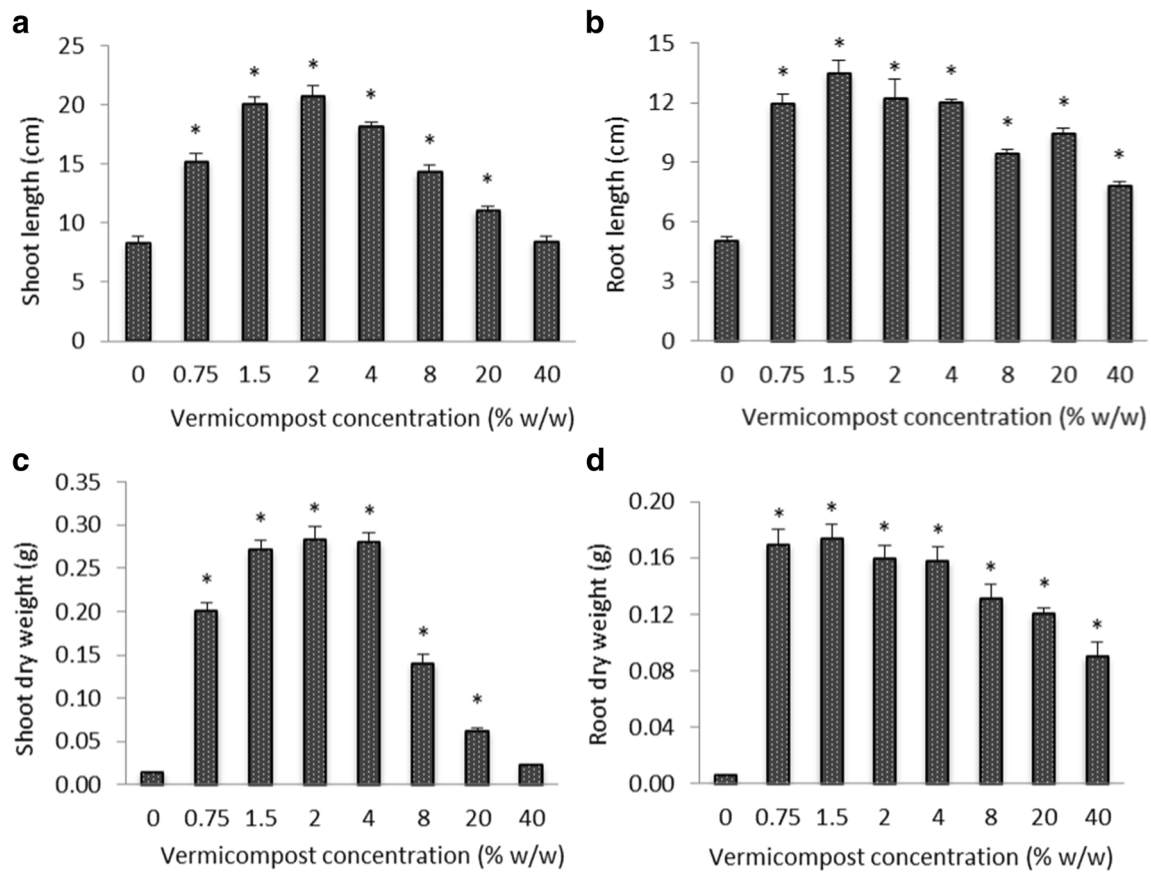 a
Shoot length (cm)
25
20
15
10
5
0
* * * * * *
0 0.75 1.5 2 4 8 20 40
Vermicompost concentration (% w/w)
b
Root length (cm)
15
12
9
6
3
0
* * * * * * *
0 0.75 1.5 2 4 8 20 40
Vermicompost concentration (% w/w)
c
Shoot dry weight (g)
0.35
0.30
0.25
0.20
0.15
0.10
0.05
0.00
* * * * * *
0 0.75 1.5 2 4 8 20 40
Vermicompost concentration (% w/w)
d
Root dry weight (g)
0.20
0.16
0.12
0.08
0.04
0.00
* * * * * * *
0 0.75 1.5 2 4 8 20 40
Vermicompost concentration (% w/w)